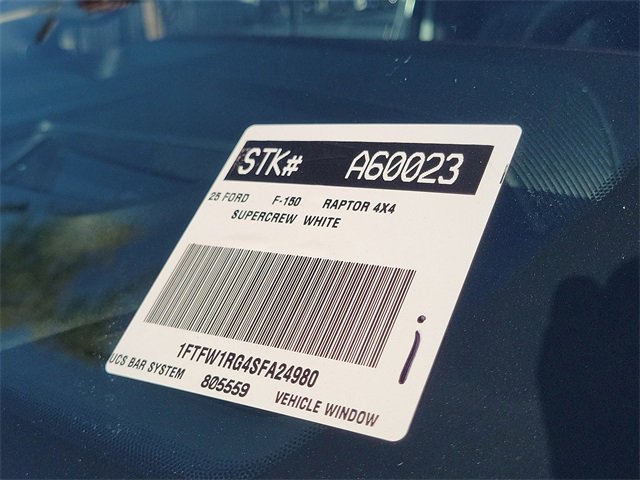 STK# A60023
25 FORD F-150 RAPTOR 4X4
SUPERCREW WHITE
1FTFW1RG4SFA24980
UCS BAR SYSTEM 805559 VEHICLE WINDOW
i